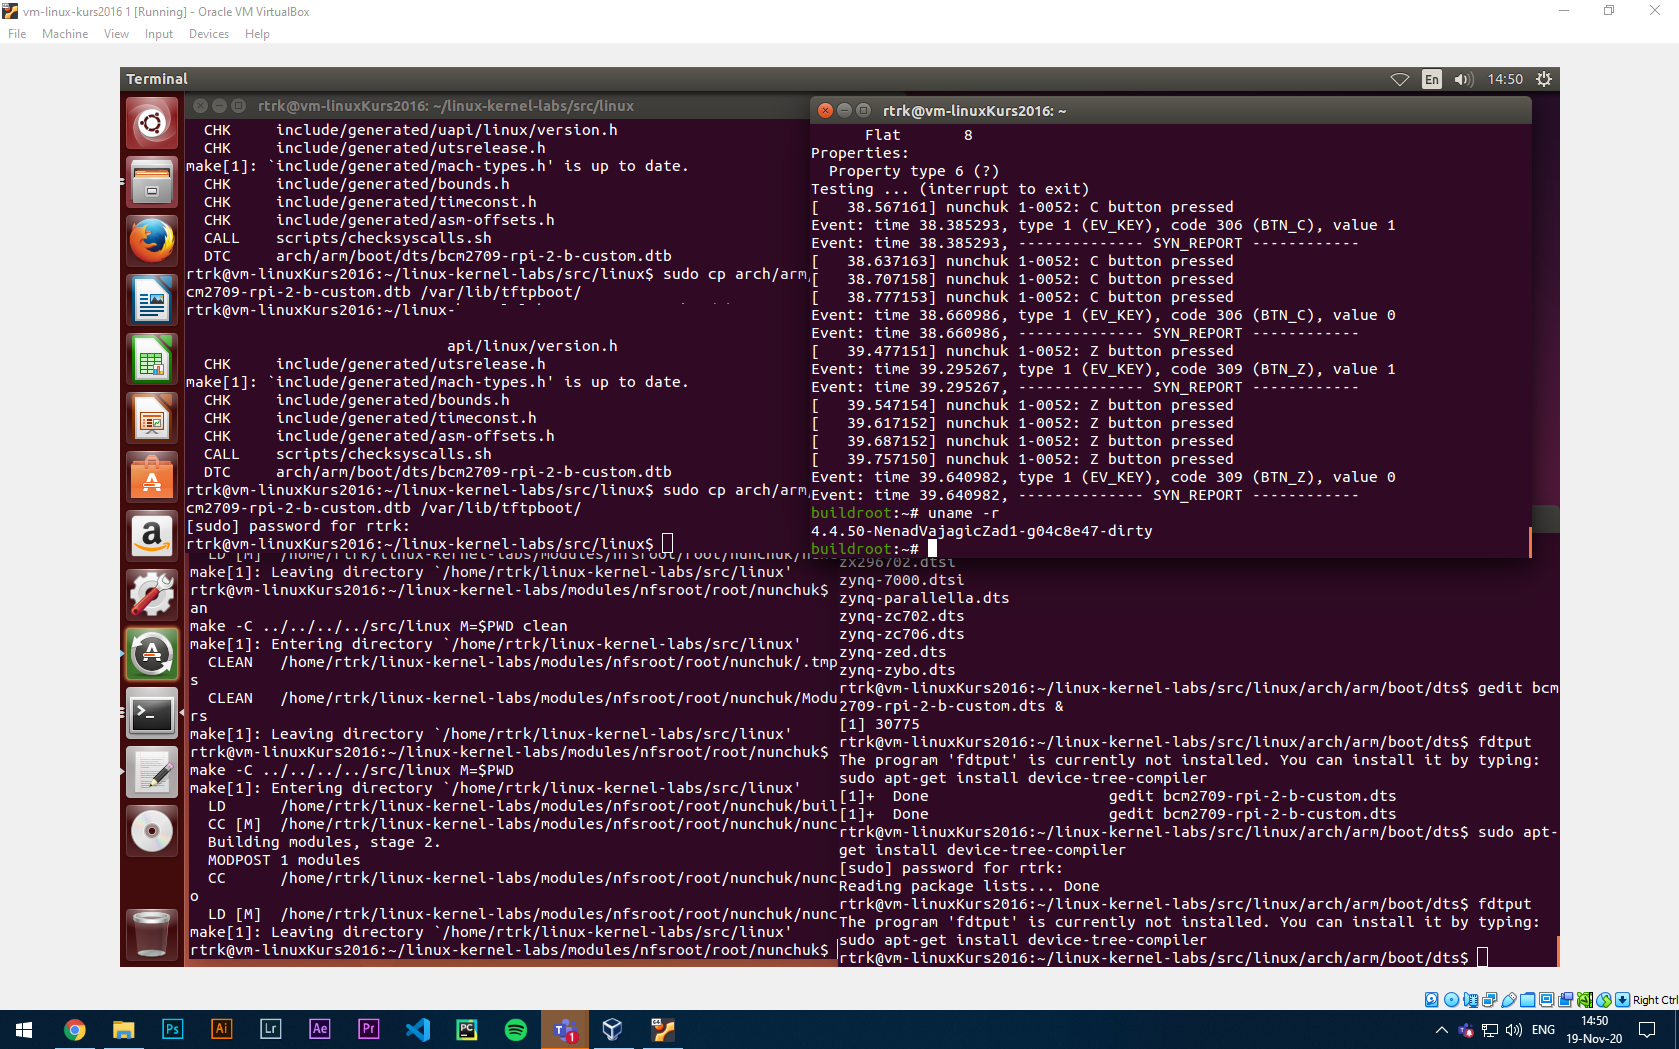 vm-linux-kurs2016 1 [Running] - Oracle VM VirtualBox
File Machine View Input Devices Help
Terminal
En 14:50
rtrk@vm-linuxKurs2016: ~/linux-kernel-labs/src/linux
CHK include/generated/uapi/linux/version.h
CHK include/generated/utsrelease.h
make[1]: `include/generated/mach-types.h' is up to date.
CHK include/generated/bounds.h
CHK include/generated/timeconst.h
CHK include/generated/asm-offsets.h
CALL scripts/checksyscalls.sh
DTC arch/arm/boot/dts/bcm2709-rpi-2-b-custom.dtb
rtrk@vm-linuxKurs2016:~/linux-kernel-labs/src/linux$ sudo cp arch/arm/
cm2709-rpi-2-b-custom.dtb /var/lib/tftpboot/
rtrk@vm-linuxKurs2016:~/linux-
api/linux/version.h
CHK include/generated/utsrelease.h
make[1]: `include/generated/mach-types.h' is up to date.
CHK include/generated/bounds.h
CHK include/generated/timeconst.h
CHK include/generated/asm-offsets.h
CALL scripts/checksyscalls.sh
DTC arch/arm/boot/dts/bcm2709-rpi-2-b-custom.dtb
rtrk@vm-linuxKurs2016:~/linux-kernel-labs/src/linux$ sudo cp arch/arm/
cm2709-rpi-2-b-custom.dtb /var/lib/tftpboot/
[sudo] password for rtrk:
rtrk@vm-linuxKurs2016:~/linux-kernel-labs/src/linux$
rtrk@vm-linuxKurs2016: ~
Flat 8
Properties:
Property type 6 (?)
Testing ... (interrupt to exit)
[ 38.567161] nunchuk 1-0052: C button pressed
Event: time 38.385293, type 1 (EV_KEY), code 306 (BTN_C), value 1
Event: time 38.385293, -------------- SYN_REPORT ------------
[ 38.637163] nunchuk 1-0052: C button pressed
[ 38.707158] nunchuk 1-0052: C button pressed
[ 38.777153] nunchuk 1-0052: C button pressed
Event: time 38.660986, type 1 (EV_KEY), code 306 (BTN_C), value 0
Event: time 38.660986, -------------- SYN_REPORT ------------
[ 39.477151] nunchuk 1-0052: Z button pressed
Event: time 39.295267, type 1 (EV_KEY), code 309 (BTN_Z), value 1
Event: time 39.295267, -------------- SYN_REPORT ------------
[ 39.547154] nunchuk 1-0052: Z button pressed
[ 39.617152] nunchuk 1-0052: Z button pressed
[ 39.687152] nunchuk 1-0052: Z button pressed
[ 39.757150] nunchuk 1-0052: Z button pressed
Event: time 39.640982, type 1 (EV_KEY), code 309 (BTN_Z), value 0
Event: time 39.640982, -------------- SYN_REPORT ------------
buildroot:~# uname -r
4.4.50-NenadVajagicZad1-g04c8e47-dirty
buildroot:~#
LD [M] /home/rtrk/linux-kernel-labs/modules/nfsroot/root/nunchuk/nunc
make[1]: Leaving directory `/home/rtrk/linux-kernel-labs/src/linux'
rtrk@vm-linuxKurs2016:~/linux-kernel-labs/modules/nfsroot/root/nunchuk$
an
make -C ../../../../src/linux M=$PWD clean
make[1]: Entering directory `/home/rtrk/linux-kernel-labs/src/linux'
CLEAN /home/rtrk/linux-kernel-labs/modules/nfsroot/root/nunchuk/.tmp
s
CLEAN /home/rtrk/linux-kernel-labs/modules/nfsroot/root/nunchuk/Modu
rs
make[1]: Leaving directory `/home/rtrk/linux-kernel-labs/src/linux'
rtrk@vm-linuxKurs2016:~/linux-kernel-labs/modules/nfsroot/root/nunchuk$
make -C ../../../../src/linux M=$PWD
make[1]: Entering directory `/home/rtrk/linux-kernel-labs/src/linux'
LD /home/rtrk/linux-kernel-labs/modules/nfsroot/root/nunchuk/buil
CC [M] /home/rtrk/linux-kernel-labs/modules/nfsroot/root/nunchuk/nunc
Building modules, stage 2.
MODPOST 1 modules
CC /home/rtrk/linux-kernel-labs/modules/nfsroot/root/nunchuk/nunc
o
LD [M] /home/rtrk/linux-kernel-labs/modules/nfsroot/root/nunchuk/nunc
make[1]: Leaving directory `/home/rtrk/linux-kernel-labs/src/linux'
rtrk@vm-linuxKurs2016:~/linux-kernel-labs/modules/nfsroot/root/nunchuk$
zx296702.dtsi
zynq-7000.dtsi
zynq-parallella.dts
zynq-zc702.dts
zynq-zc706.dts
zynq-zed.dts
zynq-zybo.dts
rtrk@vm-linuxKurs2016:~/linux-kernel-labs/src/linux/arch/arm/boot/dts$ gedit bcm
2709-rpi-2-b-custom.dts &
[1] 30775
rtrk@vm-linuxKurs2016:~/linux-kernel-labs/src/linux/arch/arm/boot/dts$ fdtput
The program 'fdtput' is currently not installed. You can install it by typing:
sudo apt-get install device-tree-compiler
[1]+ Done gedit bcm2709-rpi-2-b-custom.dts
[1]+ Done gedit bcm2709-rpi-2-b-custom.dts
rtrk@vm-linuxKurs2016:~/linux-kernel-labs/src/linux/arch/arm/boot/dts$ sudo apt-
get install device-tree-compiler
[sudo] password for rtrk:
Reading package lists... Done
rtrk@vm-linuxKurs2016:~/linux-kernel-labs/src/linux/arch/arm/boot/dts$ fdtput
The program 'fdtput' is currently not installed. You can install it by typing:
sudo apt-get install device-tree-compiler
rtrk@vm-linuxKurs2016:~/linux-kernel-labs/src/linux/arch/arm/boot/dts$
Right Ctrl
Ps Ai Lr Ae Pr PC T 1 64
ENG 14:50
19-Nov-20